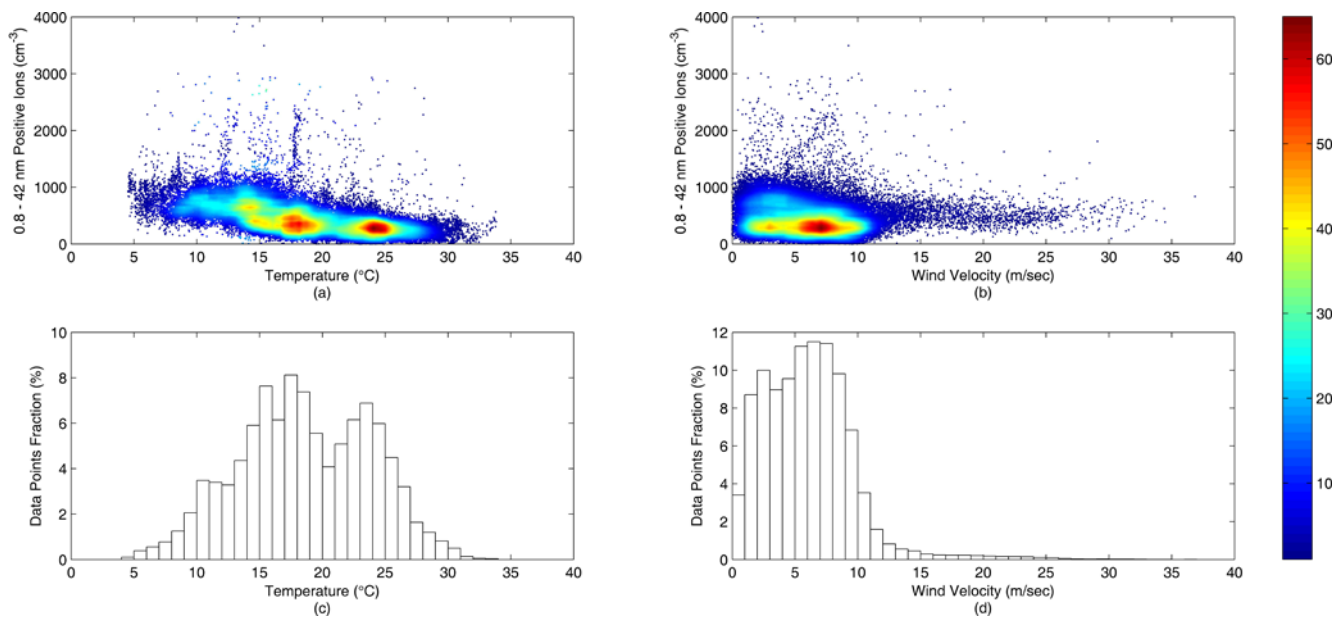 4000
3000
2000
1000
0
0.8 - 42 nm Positive Ions (cm⁻³)
0 5 10 15 20 25 30 35 40
Temperature (°C)
(a)
4000
3000
2000
1000
0
0.8 - 42 nm Positive Ions (cm⁻³)
0 5 10 15 20 25 30 35 40
Wind Velocity (m/sec)
(b)
10
8
6
4
2
0
Data Points Fraction (%)
0 5 10 15 20 25 30 35 40
Temperature (°C)
(c)
12
10
8
6
4
2
0
Data Points Fraction (%)
0 5 10 15 20 25 30 35 40
Wind Velocity (m/sec)
(d)
60
50
40
30
20
10